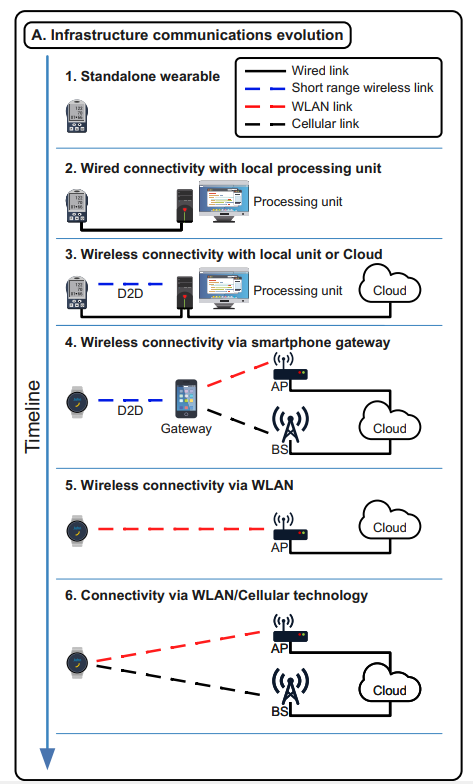 A. Infrastructure communications evolution
1. Standalone wearable
Wired link
Short range wireless link
WLAN link
Cellular link
2. Wired connectivity with local processing unit
Processing unit
3. Wireless connectivity with local unit or Cloud
D2D
Processing unit
Cloud
4. Wireless connectivity via smartphone gateway
AP
D2D
Gateway
Cloud
BS
5. Wireless connectivity via WLAN
Cloud
AP
6. Connectivity via WLAN/Cellular technology
AP
Cloud
BS
Timeline